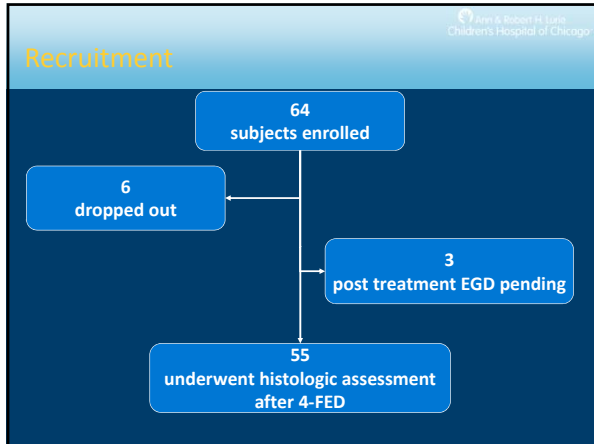 Ann & Robert H. Lurie
Children's Hospital of Chicago
Recruitment
64
subjects enrolled
6
dropped out
3
post treatment EGD pending
55
underwent histologic assessment
after 4-FED